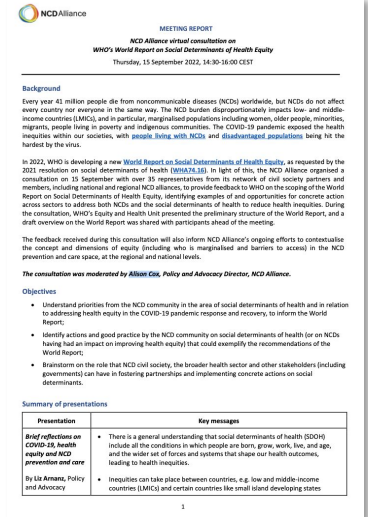 NCDAlliance
MEETING REPORT
NCD Alliance virtual consultation on
WHO's World Report on Social Determinants of Health Equity
Thursday, 15 September 2022, 14:30-16:00 CEST
Background
Every year 41 million people die from noncommunicable diseases (NCDs) worldwide, but NCDs do not affect
every country nor everyone in the same way. The NCD burden disproportionately impacts low- and middle-
income countries (LMICs), and in particular, marginalised populations including women, older people, minorities,
migrants, people living in poverty and indigenous communities. The COVID-19 pandemic exposed the health
inequities within our societies, with people living with NCDs and disadvantaged populations being hit the
hardest by the virus.
In 2022, WHO is developing a new World Report on Social Determinants of Health Equity, as requested by the
2021 resolution on social determinants of health (WHA74.16). In light of this, the NCD Alliance organised a
consultation on 15 September with over 35 representatives from its network of civil society partners and
members, including national and regional NCD alliances, to provide feedback to WHO on the scoping of the World
Report on Social Determinants of Health Equity, identifying examples of and opportunities for concrete action
across sectors to address both NCDs and the social determinants of health to reduce health inequities. During
the consultation, WHO's Equity and Health Unit presented the preliminary structure of the World Report, and a
draft overview on the World Report was shared with participants ahead of the meeting.
The feedback received during this consultation will also inform NCD Alliance's ongoing efforts to contextualise
the concept and dimensions of equity (including who is marginalised and barriers to access) in the NCD
prevention and care space, at the regional and national levels.
The consultation was moderated by Alison Cox, Policy and Advocacy Director, NCD Alliance.
Objectives
• Understand priorities from the NCD community in the area of social determinants of health and in relation
to addressing health equity in the COVID-19 pandemic response and recovery, to inform the World
Report;
• Identify actions and good practice by the NCD community on social determinants of health (or on NCDs
having had an impact on improving health equity) that could exemplify the recommendations of the
World Report;
• Brainstorm on the role that NCD civil society, the broader health sector and other stakeholders (including
governments) can have in fostering partnerships and implementing concrete actions on social
determinants.
Summary of presentations
Presentation Key messages
Brief reflections on
COVID-19, health
equity and NCD
prevention and care
• There is a general understanding that social determinants of health (SDOH)
include all the conditions in which people are born, grow, work, live, and age,
and the wider set of forces and systems that shape our health outcomes,
leading to health inequities.
By Liz Arnanz, Policy
and Advocacy
• Inequities can take place between countries, e.g. low and middle-income
countries (LMICs) and certain countries like small island developing states
1